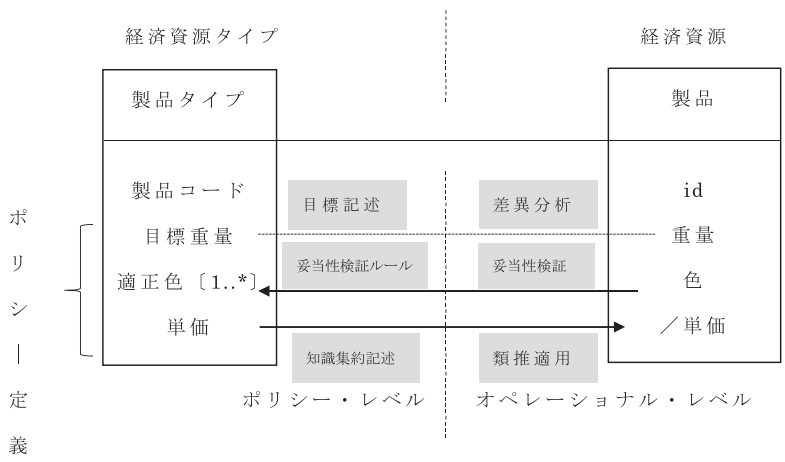 経済資源タイプ
経済資源
製品タイプ
製品
製品コード
目標重量
適正色〔1..*〕
単価
目標記述
差異分析
妥当性検証ルール
妥当性検証
知識集約記述
類推適用
id
重量
色
／単価
ポリシー・レベル
オペレーショナル・レベル
ポリシー定義